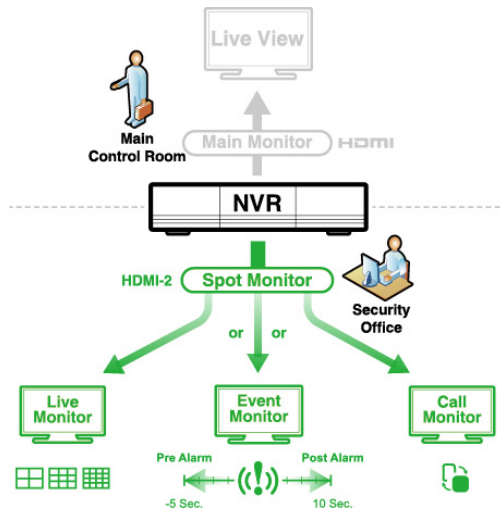 Live View
Main
Control Room
Main Monitor
HDMI
NVR
HDMI-2
Spot Monitor
Security
Office
or
or
Live
Monitor
Event
Monitor
Call
Monitor
Pre Alarm
Post Alarm
-5 Sec.
10 Sec.